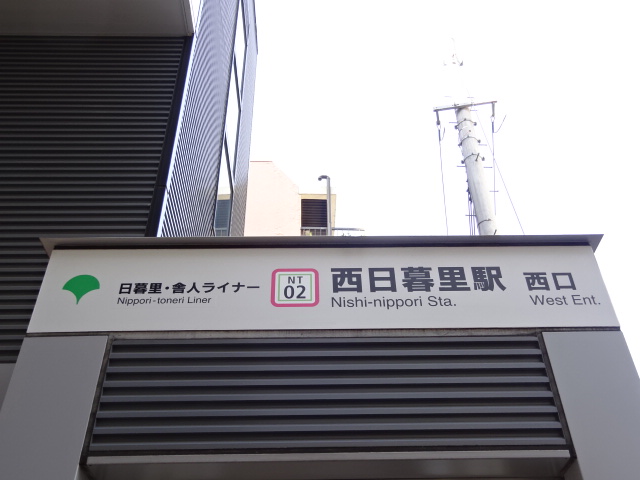 日暮里・舎人ライナー
Nippori-toneri Liner
NT
02
西日暮里駅
Nishi-nippori Sta.
西口
West Ent.